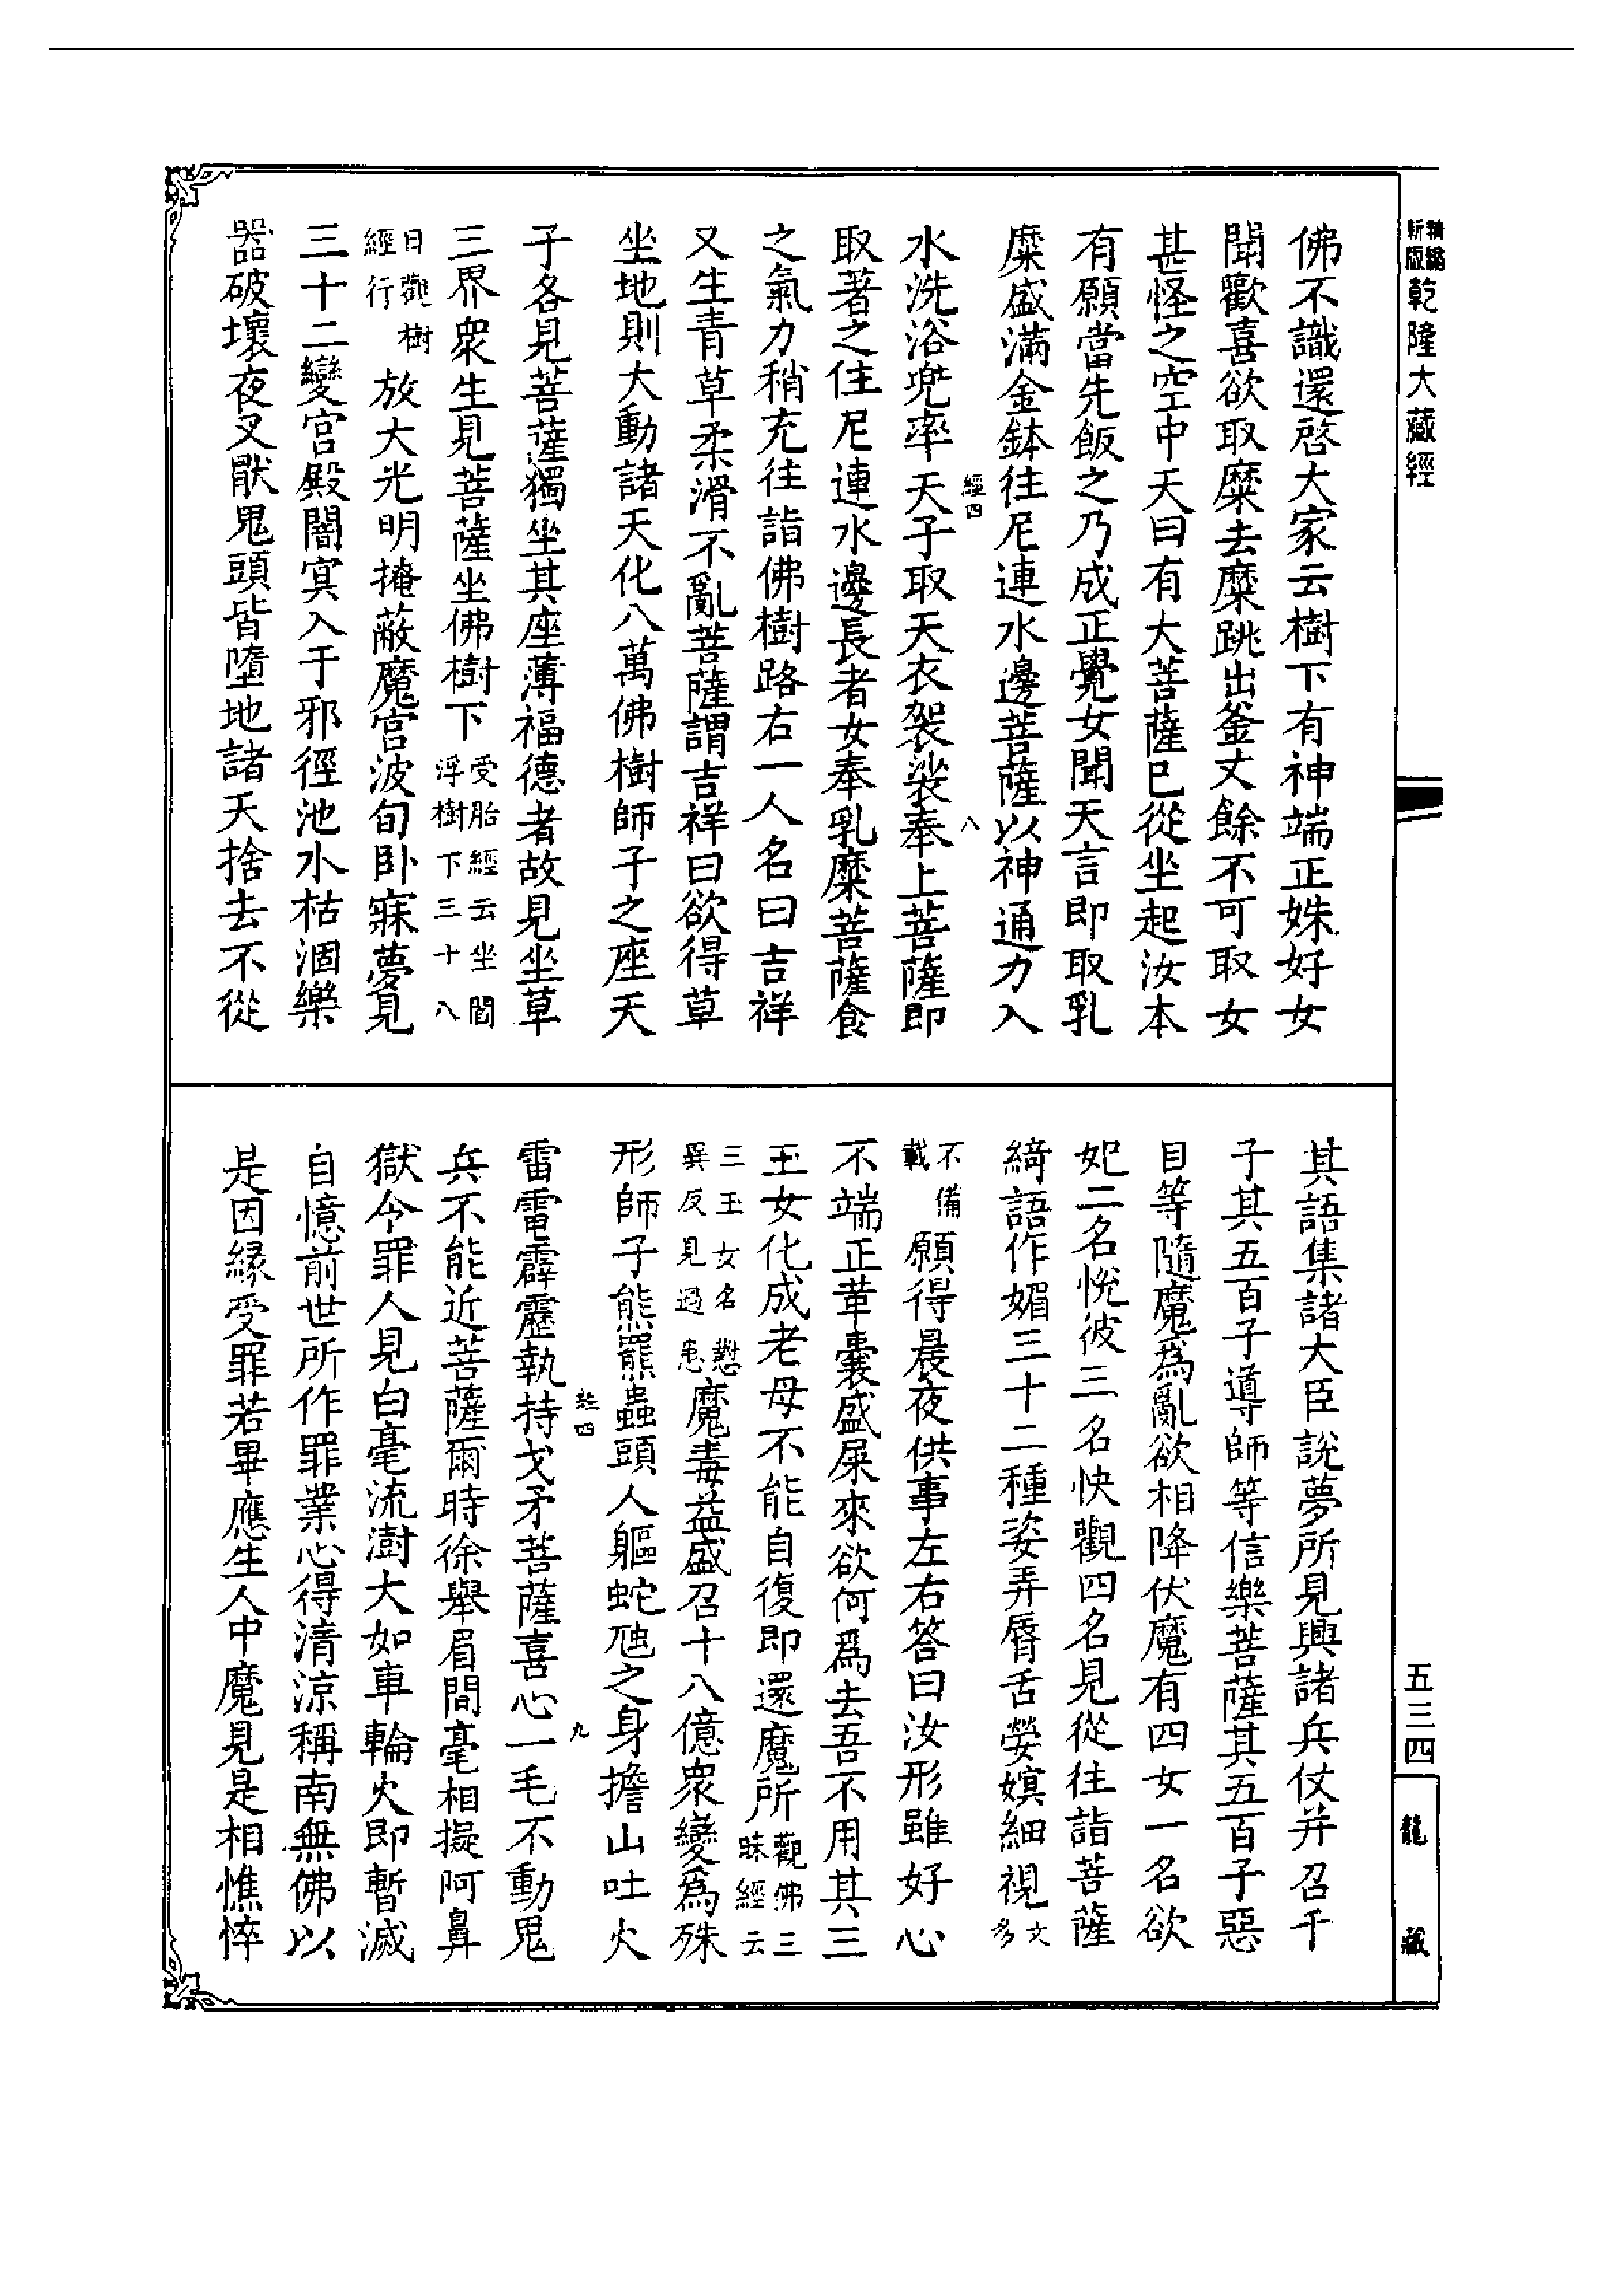 精編
新版
乾隆大藏經
五三四
龍藏
佛不識還啓大家云樹下有神端正姝好女
聞歡喜欲取糜去糜跳出釜丈餘不可取女
甚怪之空中天曰有大菩薩已從坐起汝本
有願當先飯之乃成正覺女聞天言即取乳
糜盛滿金鉢往尼連水邊菩薩以神通力入
經四 八
水洗浴兜率天子取天衣袈裟奉上菩薩即
取著之住尼連水邊長者女奉乳糜菩薩食
之氣力稍充往詣佛樹路右一人名曰吉祥
又生青草柔滑不亂菩薩謂吉祥曰欲得草
坐地則大動諸天化八萬佛樹師子之座天
子各見菩薩獨坐其座薄福德者故見坐草
三界衆生見菩薩坐佛樹下受胎經云坐閻浮樹下三十八
日觀樹經行放大光明掩蔽魔宮波旬卧寐夢見
三十二變宮殿闇冥入于邪徑池水枯涸樂
器破壞夜叉厭鬼頭皆墮地諸天捨去不從
其語集諸大臣說夢所見與諸兵仗并召千
子其五百子導師等信樂菩薩其五百子惡
目等隨魔爲亂欲相降伏魔有四女一名欲
妃二名悅彼三名快觀四名見從往詣菩薩
綺語作媚三十二種姿弄脣舌嫈嫇細視文多
不備載願得晨夜供事左右答曰汝形雖好心
不端正革囊盛屎來欲何爲去吾不用其三
玉女化成老母不能自復即還魔所觀佛三昧經云
三玉女名懟異反見過患魔毒益盛召十八億衆變爲殊
形師子熊羆蟲頭人軀蛇虺之身擔山吐火
經四 九
雷電霹靂執持戈矛菩薩喜心一毛不動鬼
兵不能近菩薩爾時徐舉眉間毫相擬阿鼻
獄今罪人見白毫流澍大如車輪火即暫滅
自憶前世所作罪業心得清涼稱南無佛以
是因緣受罪若畢應生人中魔見是相憔悴